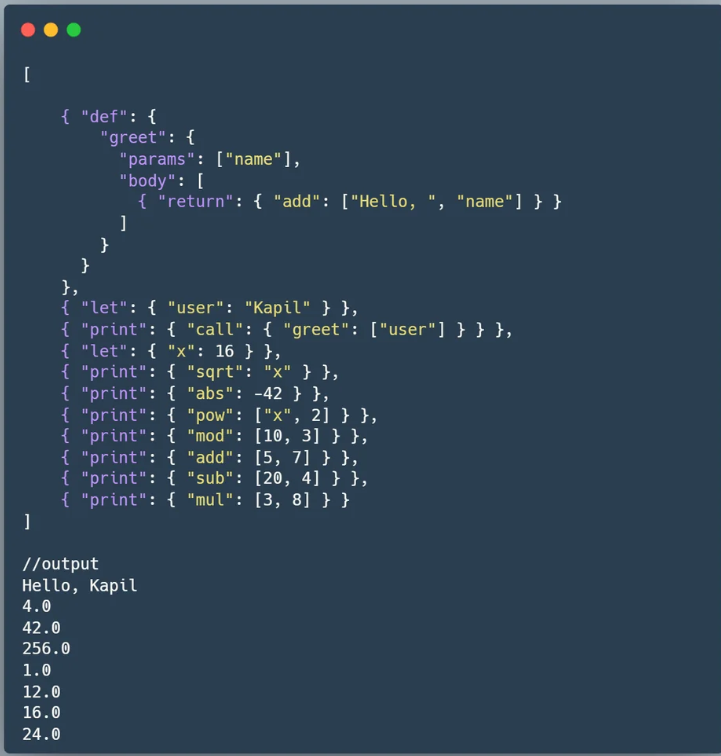 [
    { "def": {
        "greet": {
          "params": ["name"],
          "body": [
            { "return": { "add": ["Hello, ", "name"] } }
          ]
        }
      }
    },
    { "let": { "user": "Kapil" } },
    { "print": { "call": { "greet": ["user"] } } },
    { "let": { "x": 16 } },
    { "print": { "sqrt": "x" } },
    { "print": { "abs": -42 } },
    { "print": { "pow": ["x", 2] } },
    { "print": { "mod": [10, 3] } },
    { "print": { "add": [5, 7] } },
    { "print": { "sub": [20, 4] } },
    { "print": { "mul": [3, 8] } }
]
//output
Hello, Kapil
4.0
42.0
256.0
1.0
12.0
16.0
24.0